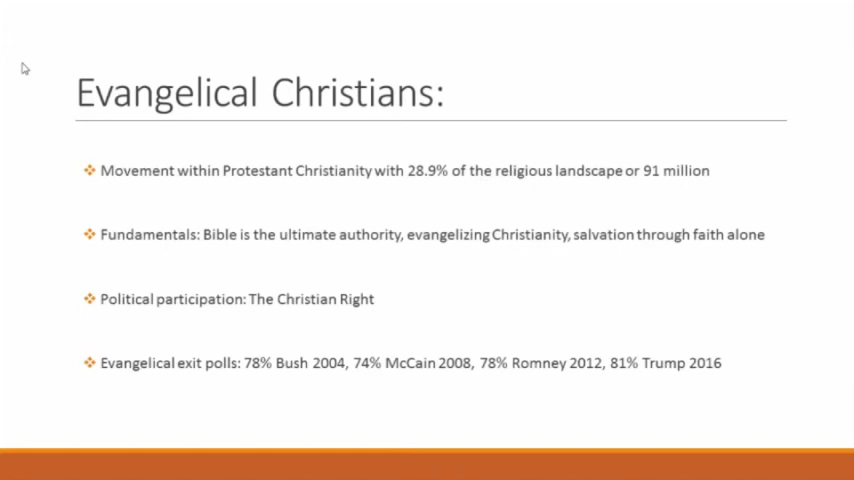 Evangelical Christians:
Movement within Protestant Christianity with 28.9% of the religious landscape or 91 million
Fundamentals: Bible is the ultimate authority, evangelizing Christianity, salvation through faith alone
Political participation: The Christian Right
Evangelical exit polls: 78% Bush 2004, 74% McCain 2008, 78% Romney 2012, 81% Trump 2016